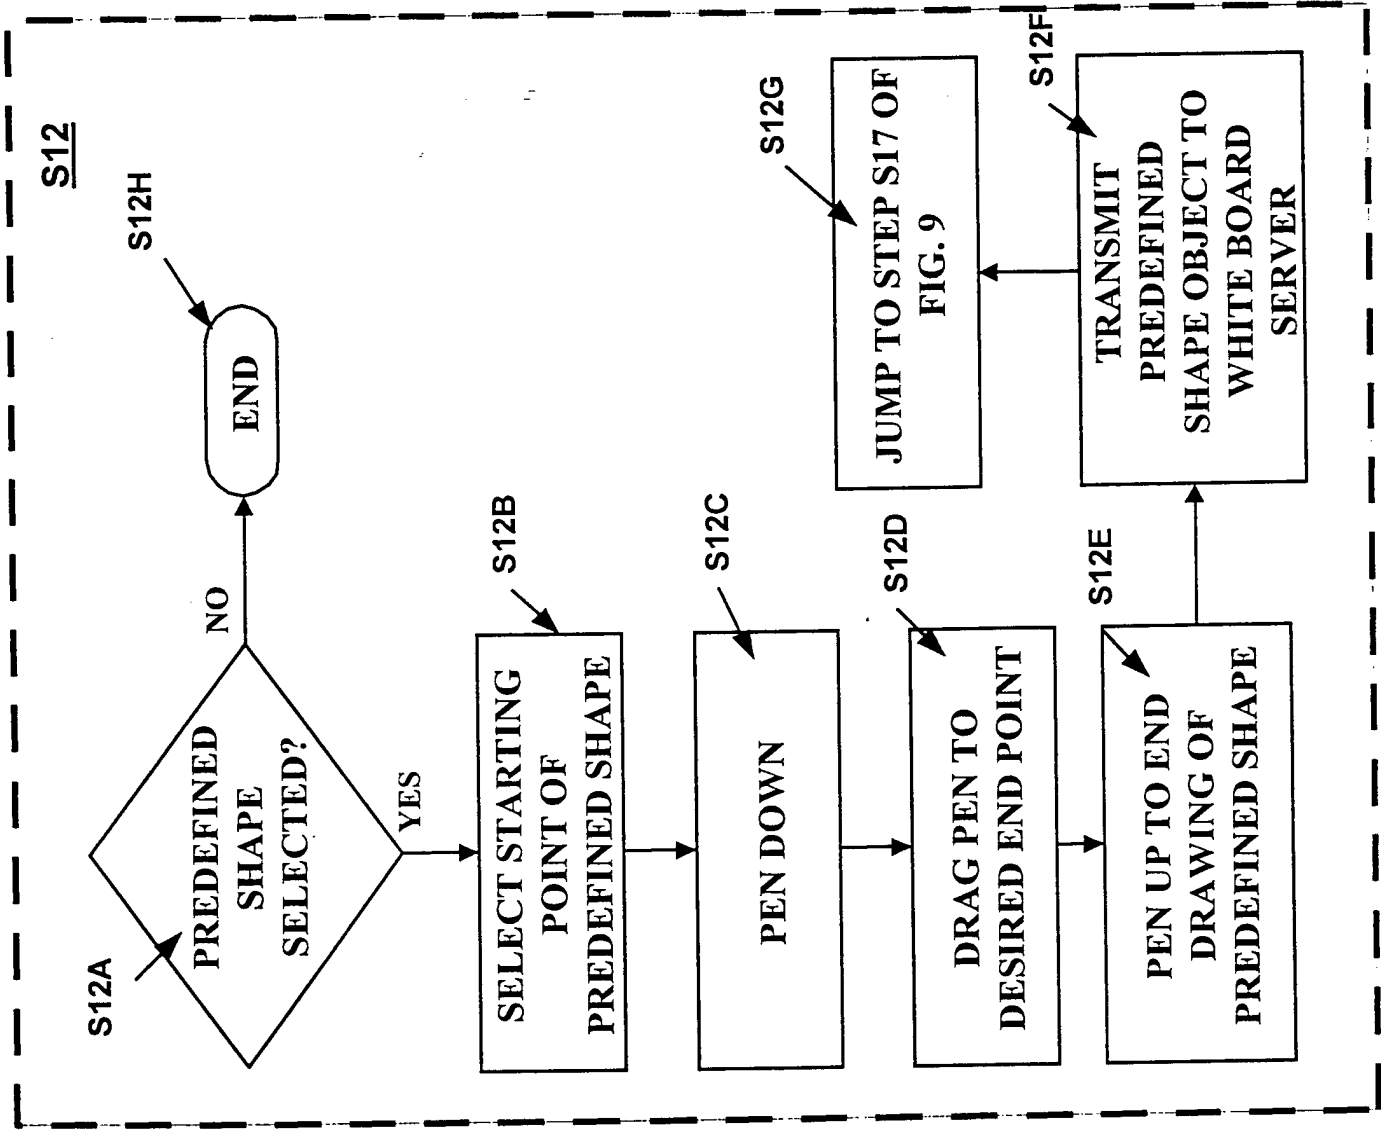 S12
S12A
PREDEFINED
SHAPE
SELECTED?
NO
S12H
END
YES
S12B
SELECT STARTING
POINT OF
PREDEFINED SHAPE
S12C
PEN DOWN
S12D
DRAG PEN TO
DESIRED END POINT
S12E
PEN UP TO END
DRAWING OF
PREDEFINED SHAPE
S12F
TRANSMIT
PREDEFINED
SHAPE OBJECT TO
WHITE BOARD
SERVER
S12G
JUMP TO STEP S17 OF
FIG. 9